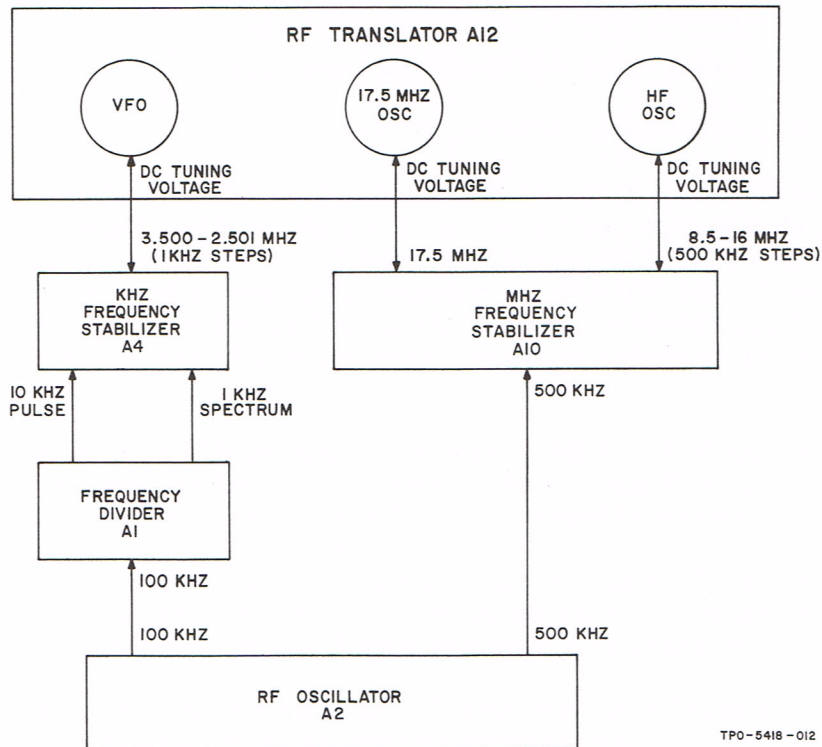 RF TRANSLATOR A12
VFO
17.5 MHZ
OSC
HF
OSC
DC TUNING
VOLTAGE
DC TUNING
VOLTAGE
DC TUNING
VOLTAGE
3.500-2.501 MHZ
(1KHZ STEPS)
17.5 MHZ
8.5-16 MHZ
(500 KHZ STEPS)
KHZ
FREQUENCY
STABILIZER
A4
MHZ
FREQUENCY
STABILIZER
A10
10 KHZ
PULSE
1 KHZ
SPECTRUM
500 KHZ
FREQUENCY
DIVIDER
A1
100 KHZ
100 KHZ
500 KHZ
RF OSCILLATOR
A2
TPO-5418-012